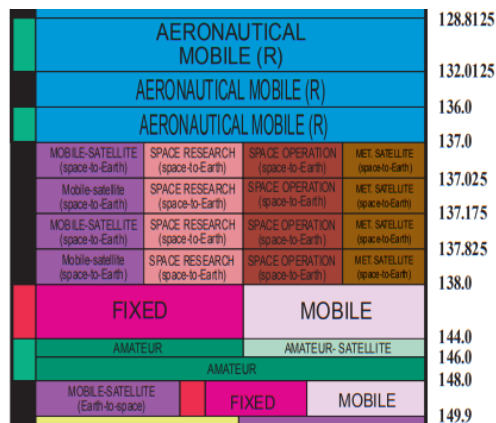 128.8125
AERONAUTICAL
MOBILE (R)
132.0125
AERONAUTICAL MOBILE (R)
136.0
AERONAUTICAL MOBILE (R)
137.0
MOBILE-SATELLITE SPACE RESEARCH SPACE OPERATION MET. SATELLITE
(space-to-Earth) (space-to-Earth) (space-to-Earth) (space-to-Earth)
137.025
Mobile-satellite SPACE RESEARCH SPACE OPERATION MET. SATELLITE
(space-to-Earth) (space-to-Earth) (space-to-Earth) (space-to-Earth)
137.175
MOBILE-SATELLITE SPACE RESEARCH SPACE OPERATION MET. SATELLITE
(space-to-Earth) (space-to-Earth) (space-to-Earth) (space-to-Earth)
137.825
Mobile-satellite SPACE RESEARCH SPACE OPERATION MET. SATELLITE
(space-to-Earth) (space-to-Earth) (space-to-Earth) (space-to-Earth)
138.0
FIXED MOBILE
144.0
AMATEUR AMATEUR- SATELLITE
146.0
AMATEUR
148.0
MOBILE-SATELLITE
(Earth-to-space) FIXED MOBILE
149.9